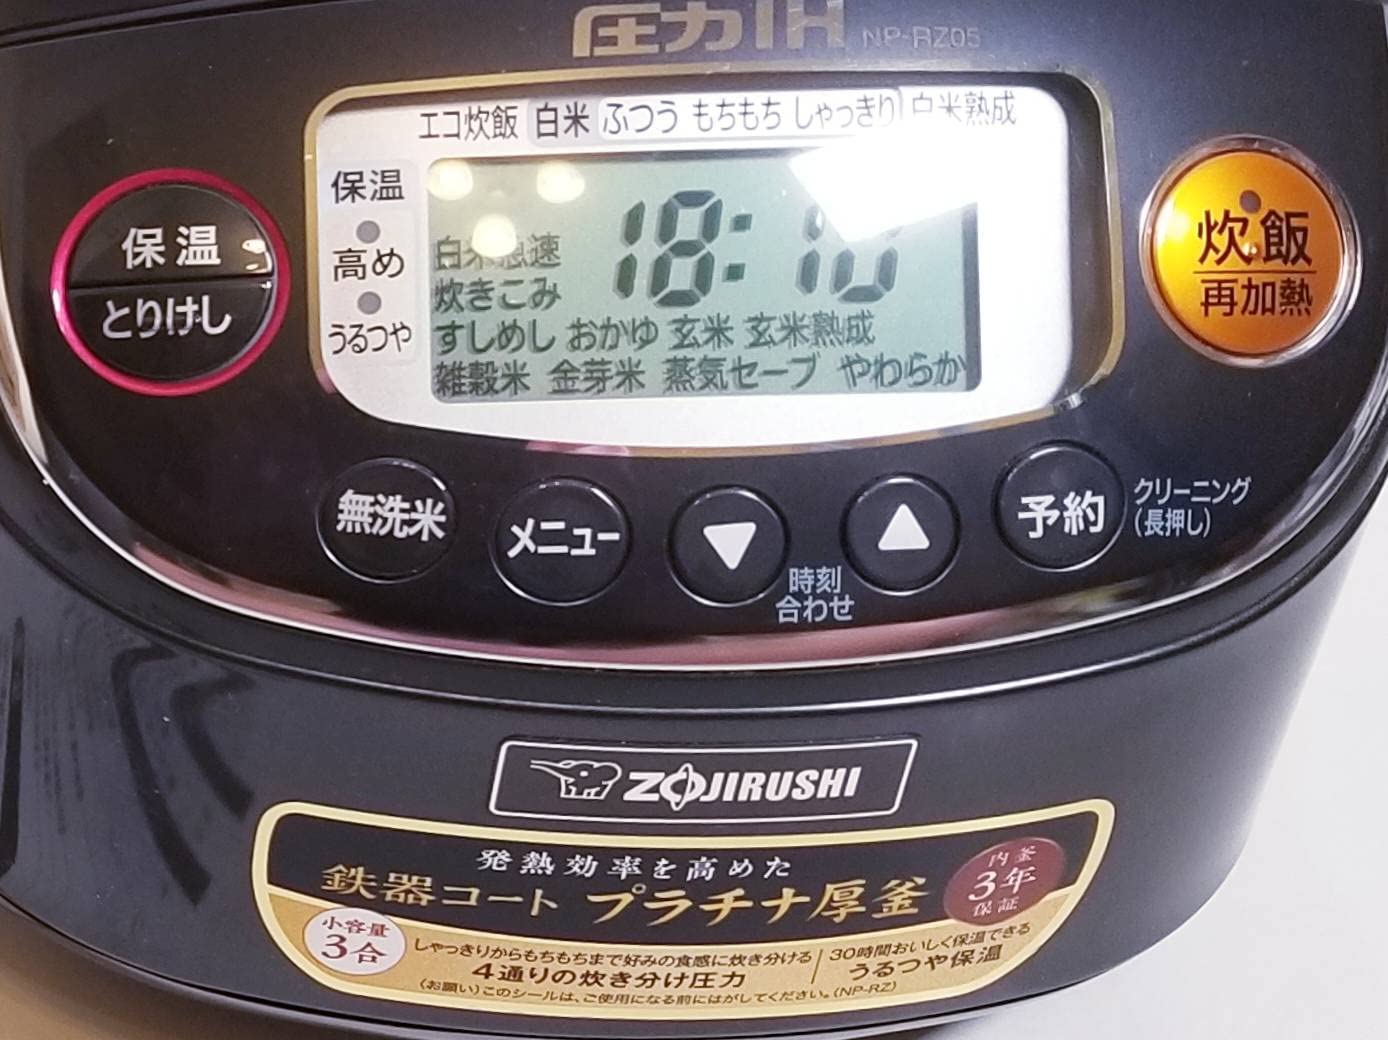 圧力IH NP-RZ05
エコ炊飯 白米 ふつう もちもち しゃっきり 白米熟成
保温
高め
うるつや
18:10
白米急速
炊きこみ
すしめし おかゆ 玄米 玄米熟成
雑穀米 金芽米 蒸気セーブ やわらか
保温
とりけし
炊飯
再加熱
無洗米
メニュー
▼
▲
時刻
合わせ
予約
クリーニング
(長押し)
ZOJIRUSHI
発熱効率を高めた
鉄器コート プラチナ厚釜
内釜
3年
保証
小容量
3合
しゃっきりからもちもちまで好みの食感に炊き分ける
4通りの炊き分け圧力
30時間おいしく保温できる
うるつや保温
(お願い)このシールは、ご使用になる前にはがしてください。(NP-RZ)